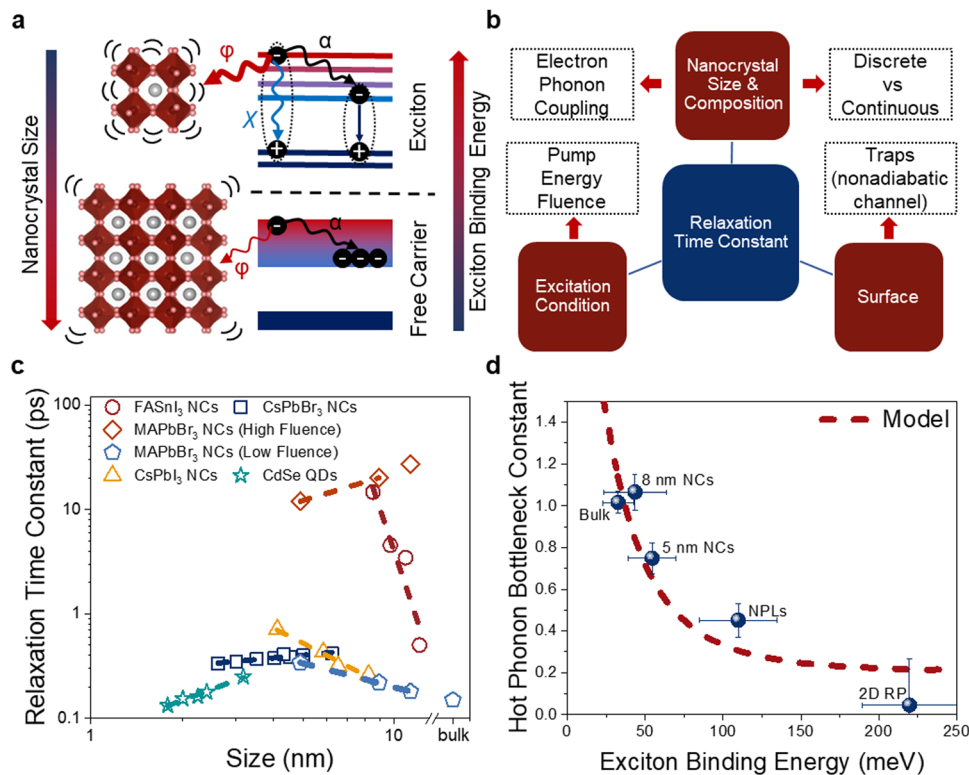 a
Nanocrystal Size
φ
α
χ
Exciton
φ
α
Free Carrier
Exciton Binding Energy
b
Electron
Phonon
Coupling
Nanocrystal
Size &
Composition
Discrete
vs
Continuous
Pump
Energy
Fluence
Relaxation
Time Constant
Traps
(nonadiabatic
channel)
Excitation
Condition
Surface
c
Relaxation Time Constant (ps)
100
10
1
0.1
FASnI3 NCs
CsPbBr3 NCs
MAPbBr3 NCs (High Fluence)
MAPbBr3 NCs (Low Fluence)
CsPbI3 NCs
CdSe QDs
1
10
bulk
Size (nm)
d
Hot Phonon Bottleneck Constant
1.4
1.2
1.0
0.8
0.6
0.4
0.2
0.0
Model
8 nm NCs
Bulk
5 nm NCs
NPLs
2D RP
0
50
100
150
200
250
Exciton Binding Energy (meV)